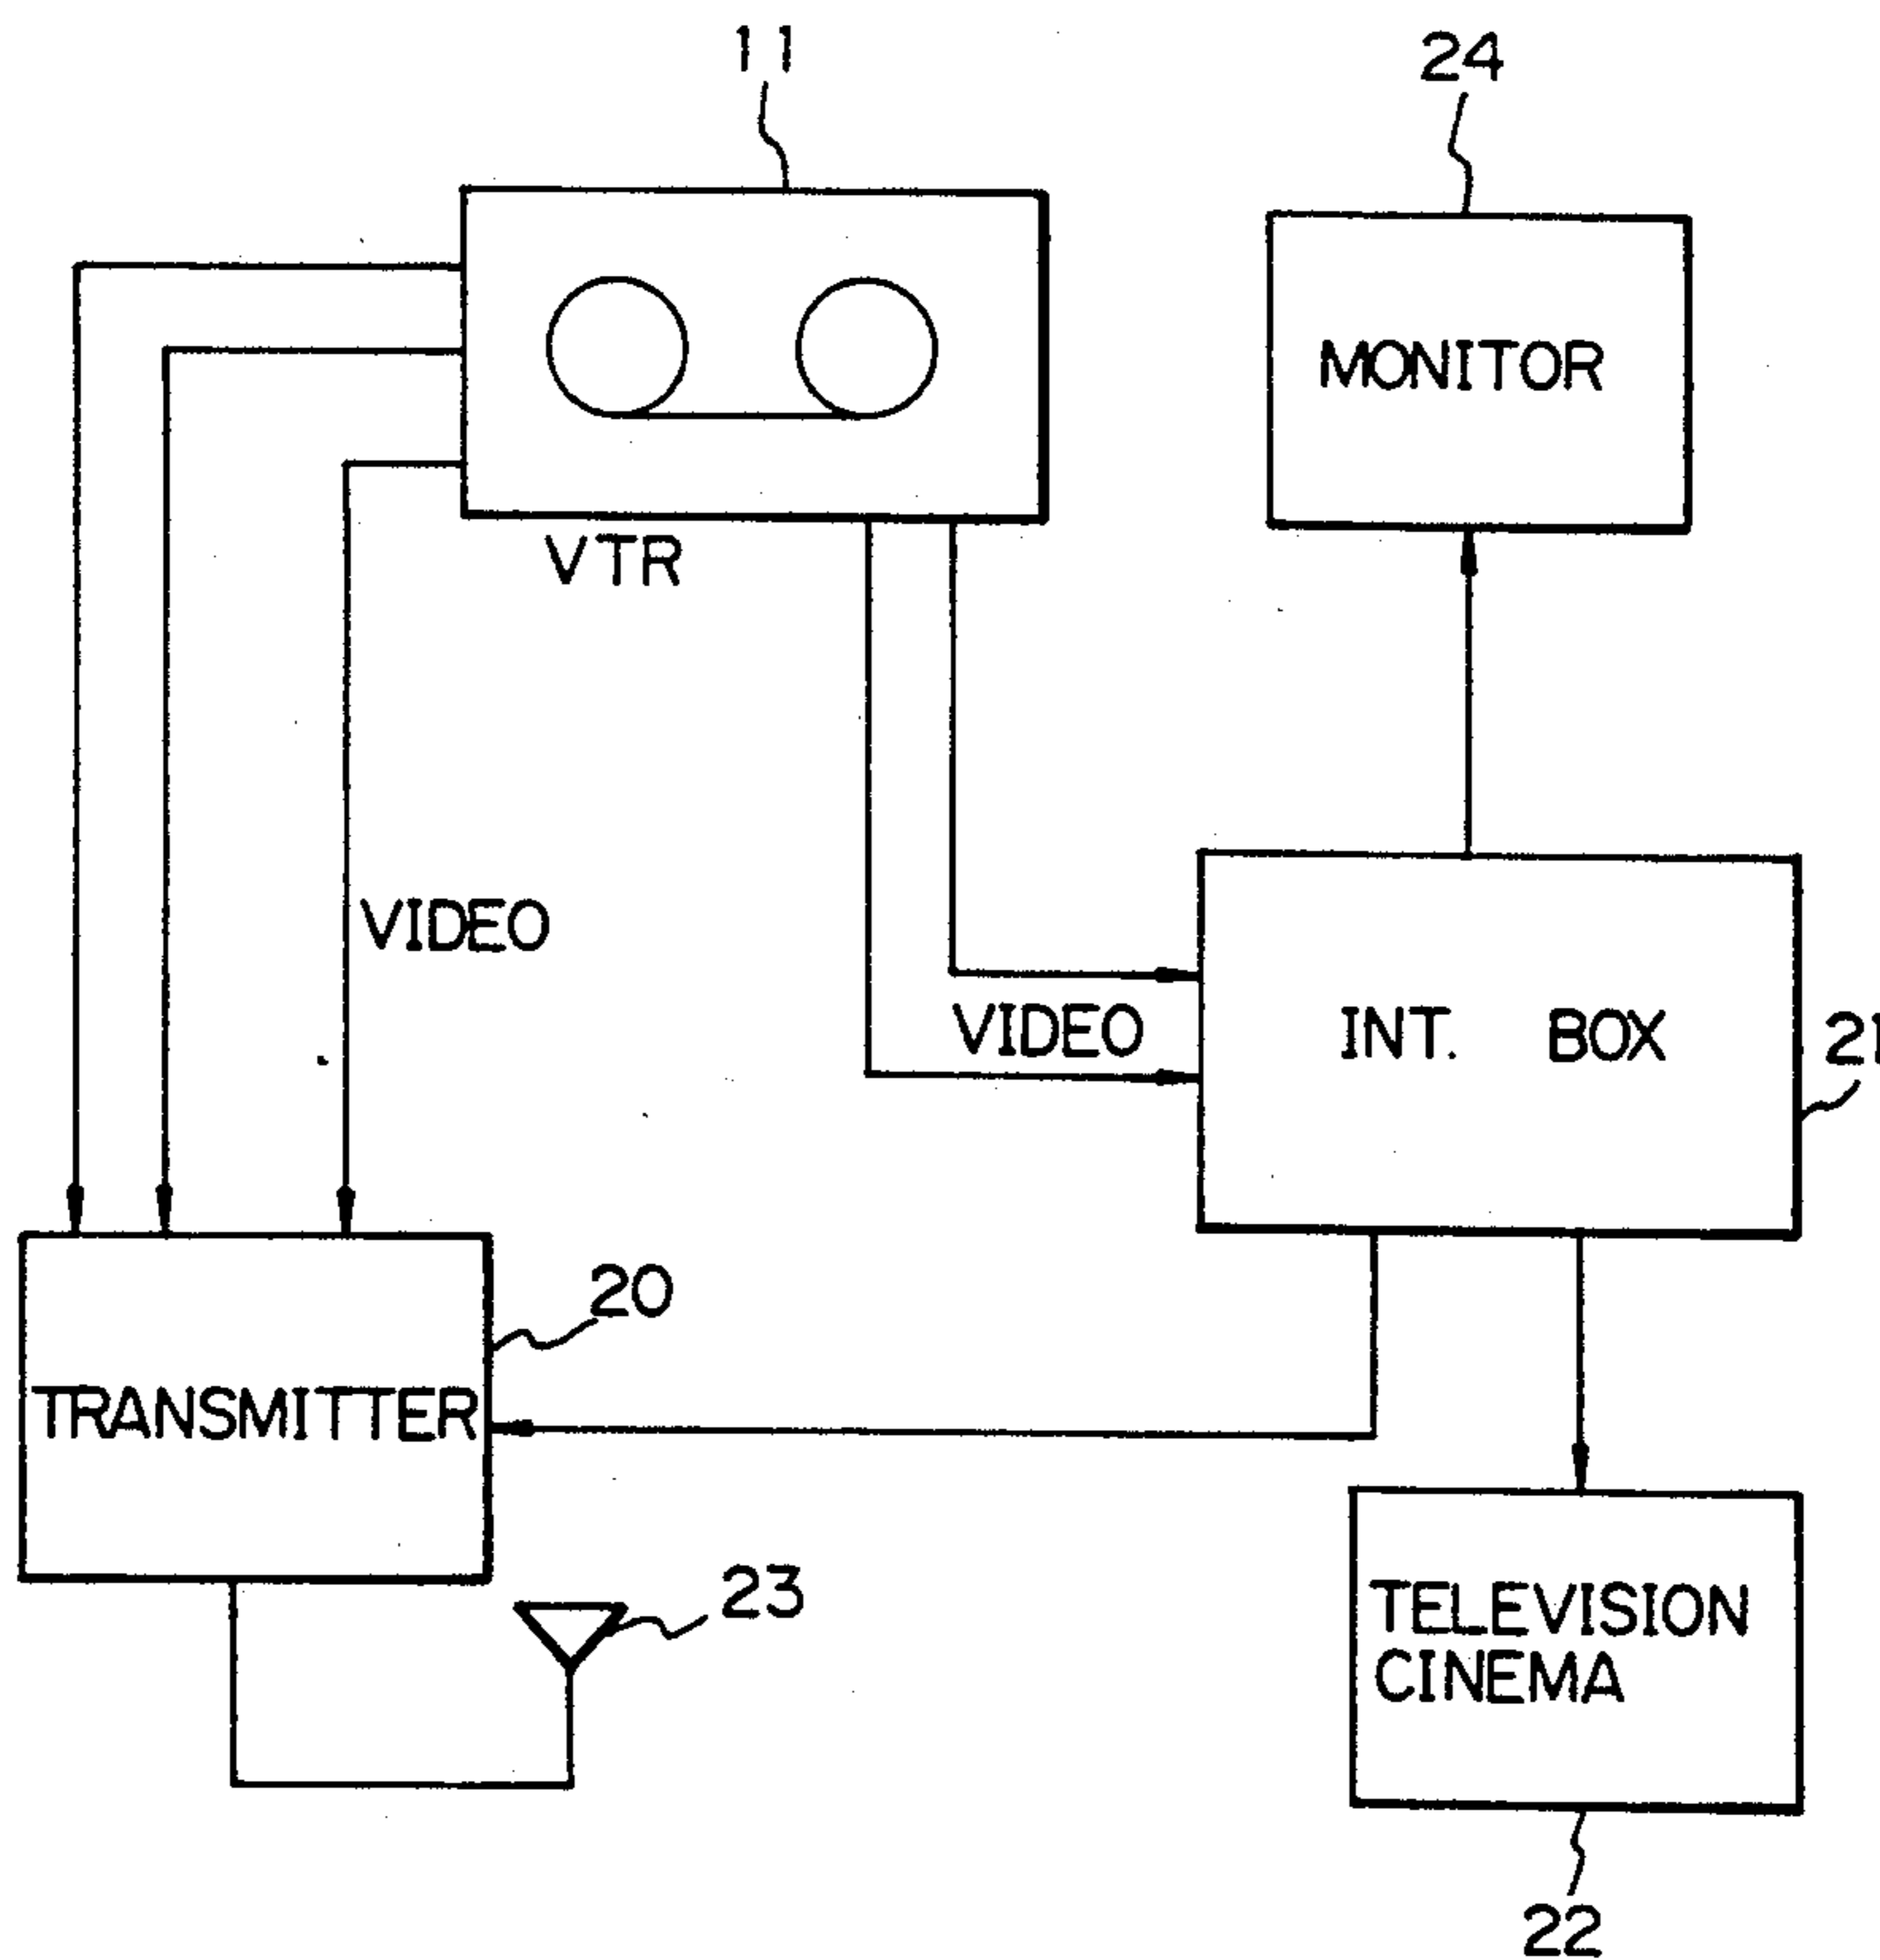 11
24
MONITOR
VTR
VIDEO
VIDEO
INT. BOX
21
20
TRANSMITTER
23
TELEVISION
CINEMA
22